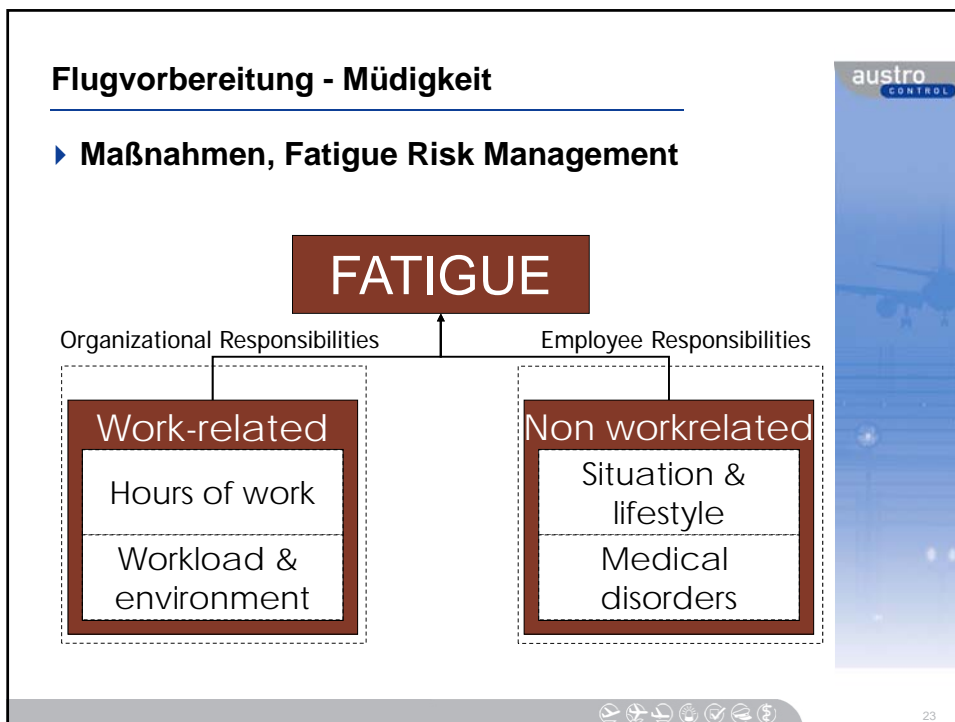 Flugvorbereitung - Müdigkeit
austro
CONTROL
Maßnahmen, Fatigue Risk Management
FATIGUE
Organizational Responsibilities
Employee Responsibilities
Work-related
Hours of work
Workload &
environment
Non workrelated
Situation &
lifestyle
Medical
disorders
23